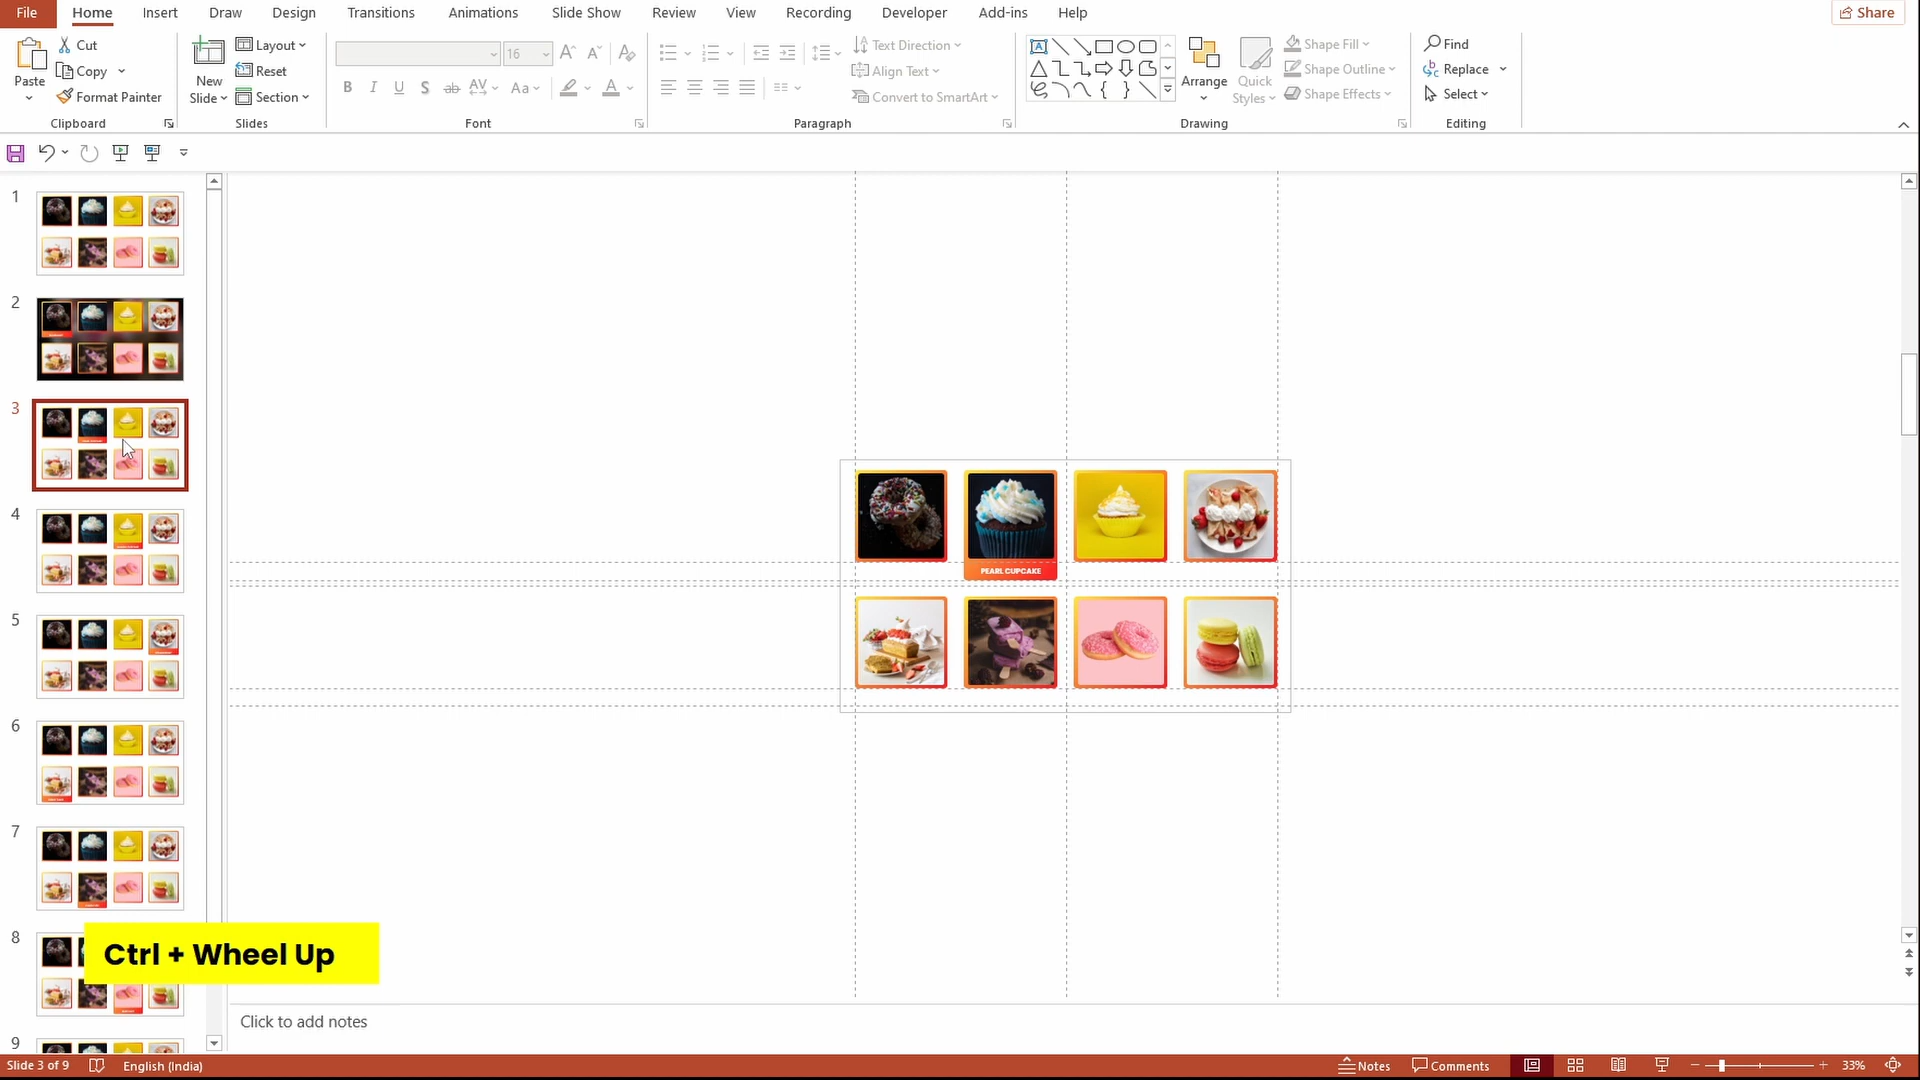 File
Home
Insert
Draw
Design
Transitions
Animations
Slide Show
Review
View
Recording
Developer
Add-ins
Help
Share
Paste
Cut
Copy
Format Painter
Clipboard
New
Slide
Layout
Reset
Section
Slides
16
B I U S ab AV Aa A
Font
Text Direction
Align Text
Convert to SmartArt
Paragraph
Arrange
Quick
Styles
Shape Fill
Shape Outline
Shape Effects
Drawing
Find
Replace
Select
Editing
1
2
3
4
5
6
7
8
9
PEARL CUPCAKE
Ctrl + Wheel Up
Click to add notes
Slide 3 of 9
English (India)
Notes
Comments
33%